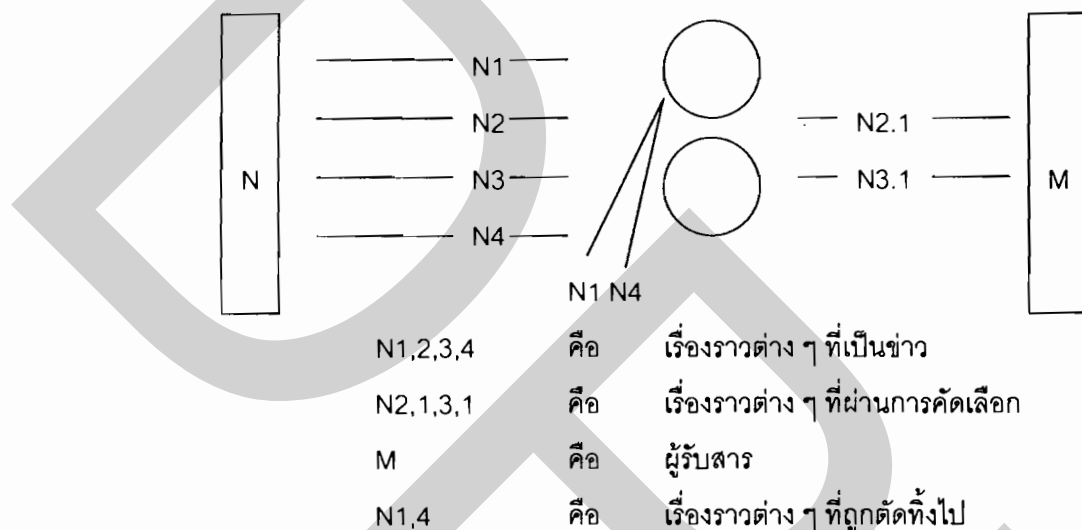 N1
N2 N2.1
N N3 N3.1 M
N4
N1 N4
N1,2,3,4 คือ เรื่องราวต่าง ๆ ที่เป็นข่าว
N2,1,3,1 คือ เรื่องราวต่าง ๆ ที่ผ่านการคัดเลือก
M คือ ผู้รับสาร
N1,4 คือ เรื่องราวต่าง ๆ ที่ถูกตัดทิ้งไป